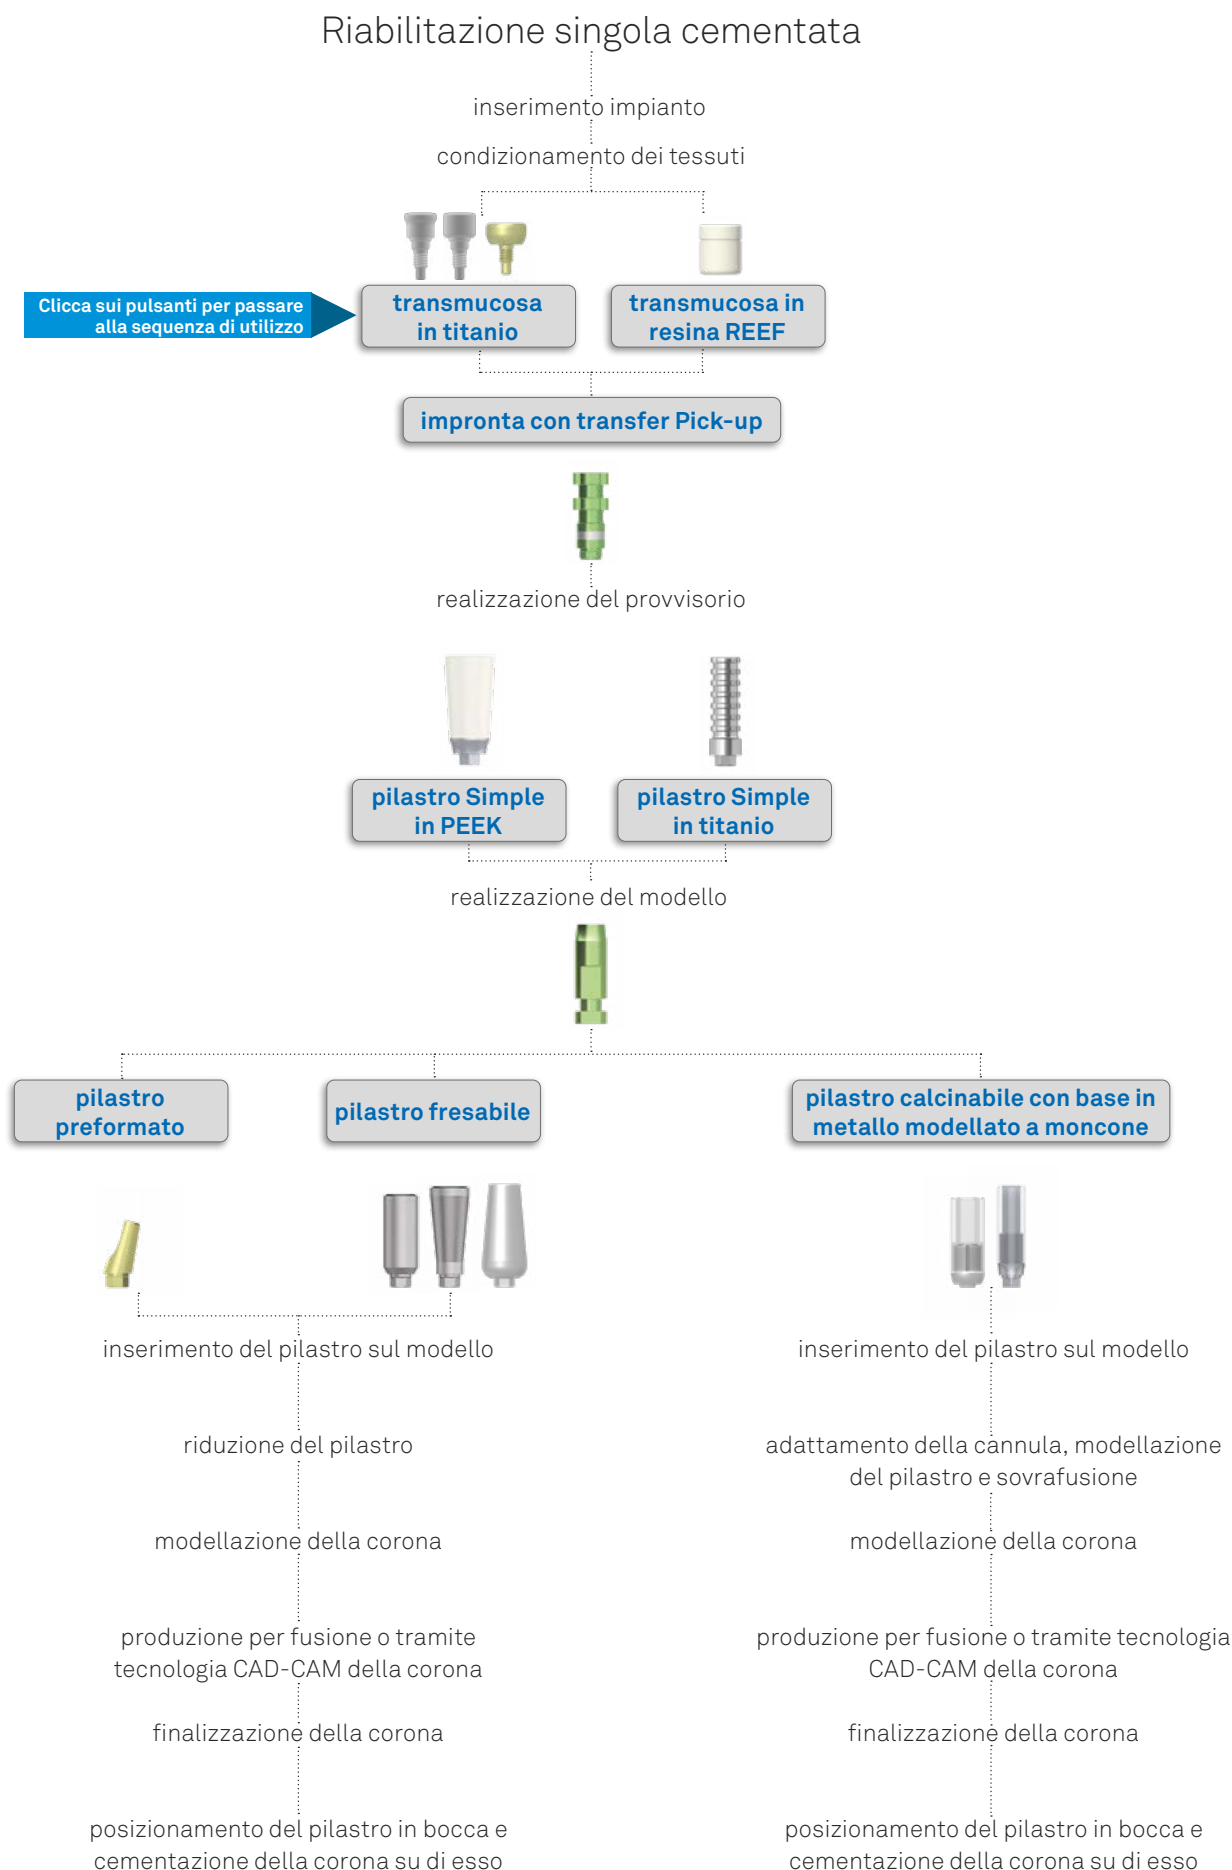 Riabilitazione singola cementata
inserimento impianto
condizionamento dei tessuti
Clicca sui pulsanti per passare
alla sequenza di utilizzo
transmucosa
in titanio
transmucosa in
resina REEF
impronta con transfer Pick-up
realizzazione del provvisorio
pilastro Simple
in PEEK
pilastro Simple
in titanio
realizzazione del modello
pilastro
preformato
pilastro fresabile
pilastro calcinabile con base in
metallo modellato a moncone
inserimento del pilastro sul modello
riduzione del pilastro
modellazione della corona
produzione per fusione o tramite
tecnologia CAD-CAM della corona
finalizzazione della corona
posizionamento del pilastro in bocca e
cementazione della corona su di esso
inserimento del pilastro sul modello
adattamento della cannula, modellazione
del pilastro e sovrafusione
modellazione della corona
produzione per fusione o tramite tecnologia
CAD-CAM della corona
finalizzazione della corona
posizionamento del pilastro in bocca e
cementazione della corona su di esso